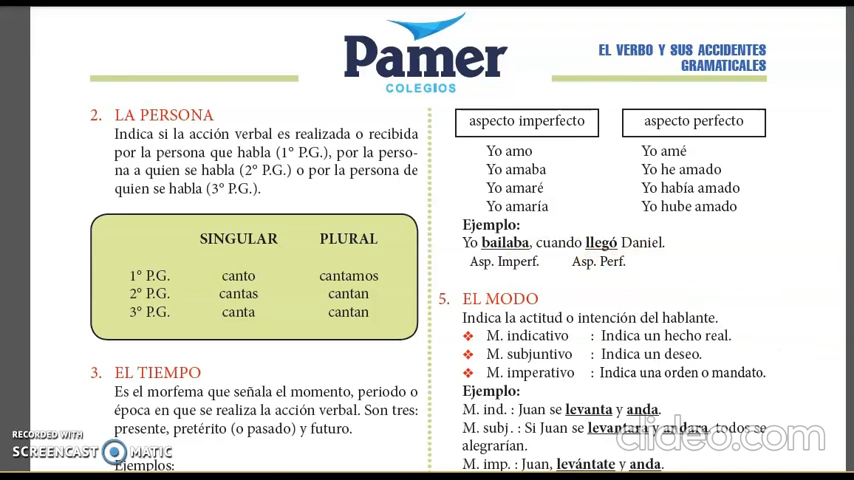 Pamer
COLEGIOS
EL VERBO Y SUS ACCIDENTES
GRAMATICALES
2. LA PERSONA
Indica si la acción verbal es realizada o recibida
por la persona que habla (1° P.G.), por la perso-
na a quien se habla (2° P.G.) o por la persona de
quien se habla (3° P.G.).
SINGULAR PLURAL
1° P.G. canto cantamos
2° P.G. cantas cantan
3° P.G. canta cantan
3. EL TIEMPO
Es el morfema que señala el momento, periodo o
época en que se realiza la acción verbal. Son tres:
presente, pretérito (o pasado) y futuro.
Ejemplos:
aspecto imperfecto aspecto perfecto
Yo amo Yo amé
Yo amaba Yo he amado
Yo amaré Yo había amado
Yo amaría Yo hube amado
Ejemplo:
Yo bailaba, cuando llegó Daniel.
Asp. Imperf. Asp. Perf.
5. EL MODO
Indica la actitud o intención del hablante.
❖ M. indicativo : Indica un hecho real.
❖ M. subjuntivo : Indica un deseo.
❖ M. imperativo : Indica una orden o mandato.
Ejemplo:
M. ind. : Juan se levanta y anda.
M. subj. : Si Juan se levantara y andara, todos se
alegrarían.
M. imp. : Juan, levántate y anda.
RECORDED WITH
SCREENCAST MATIC
clideo.com